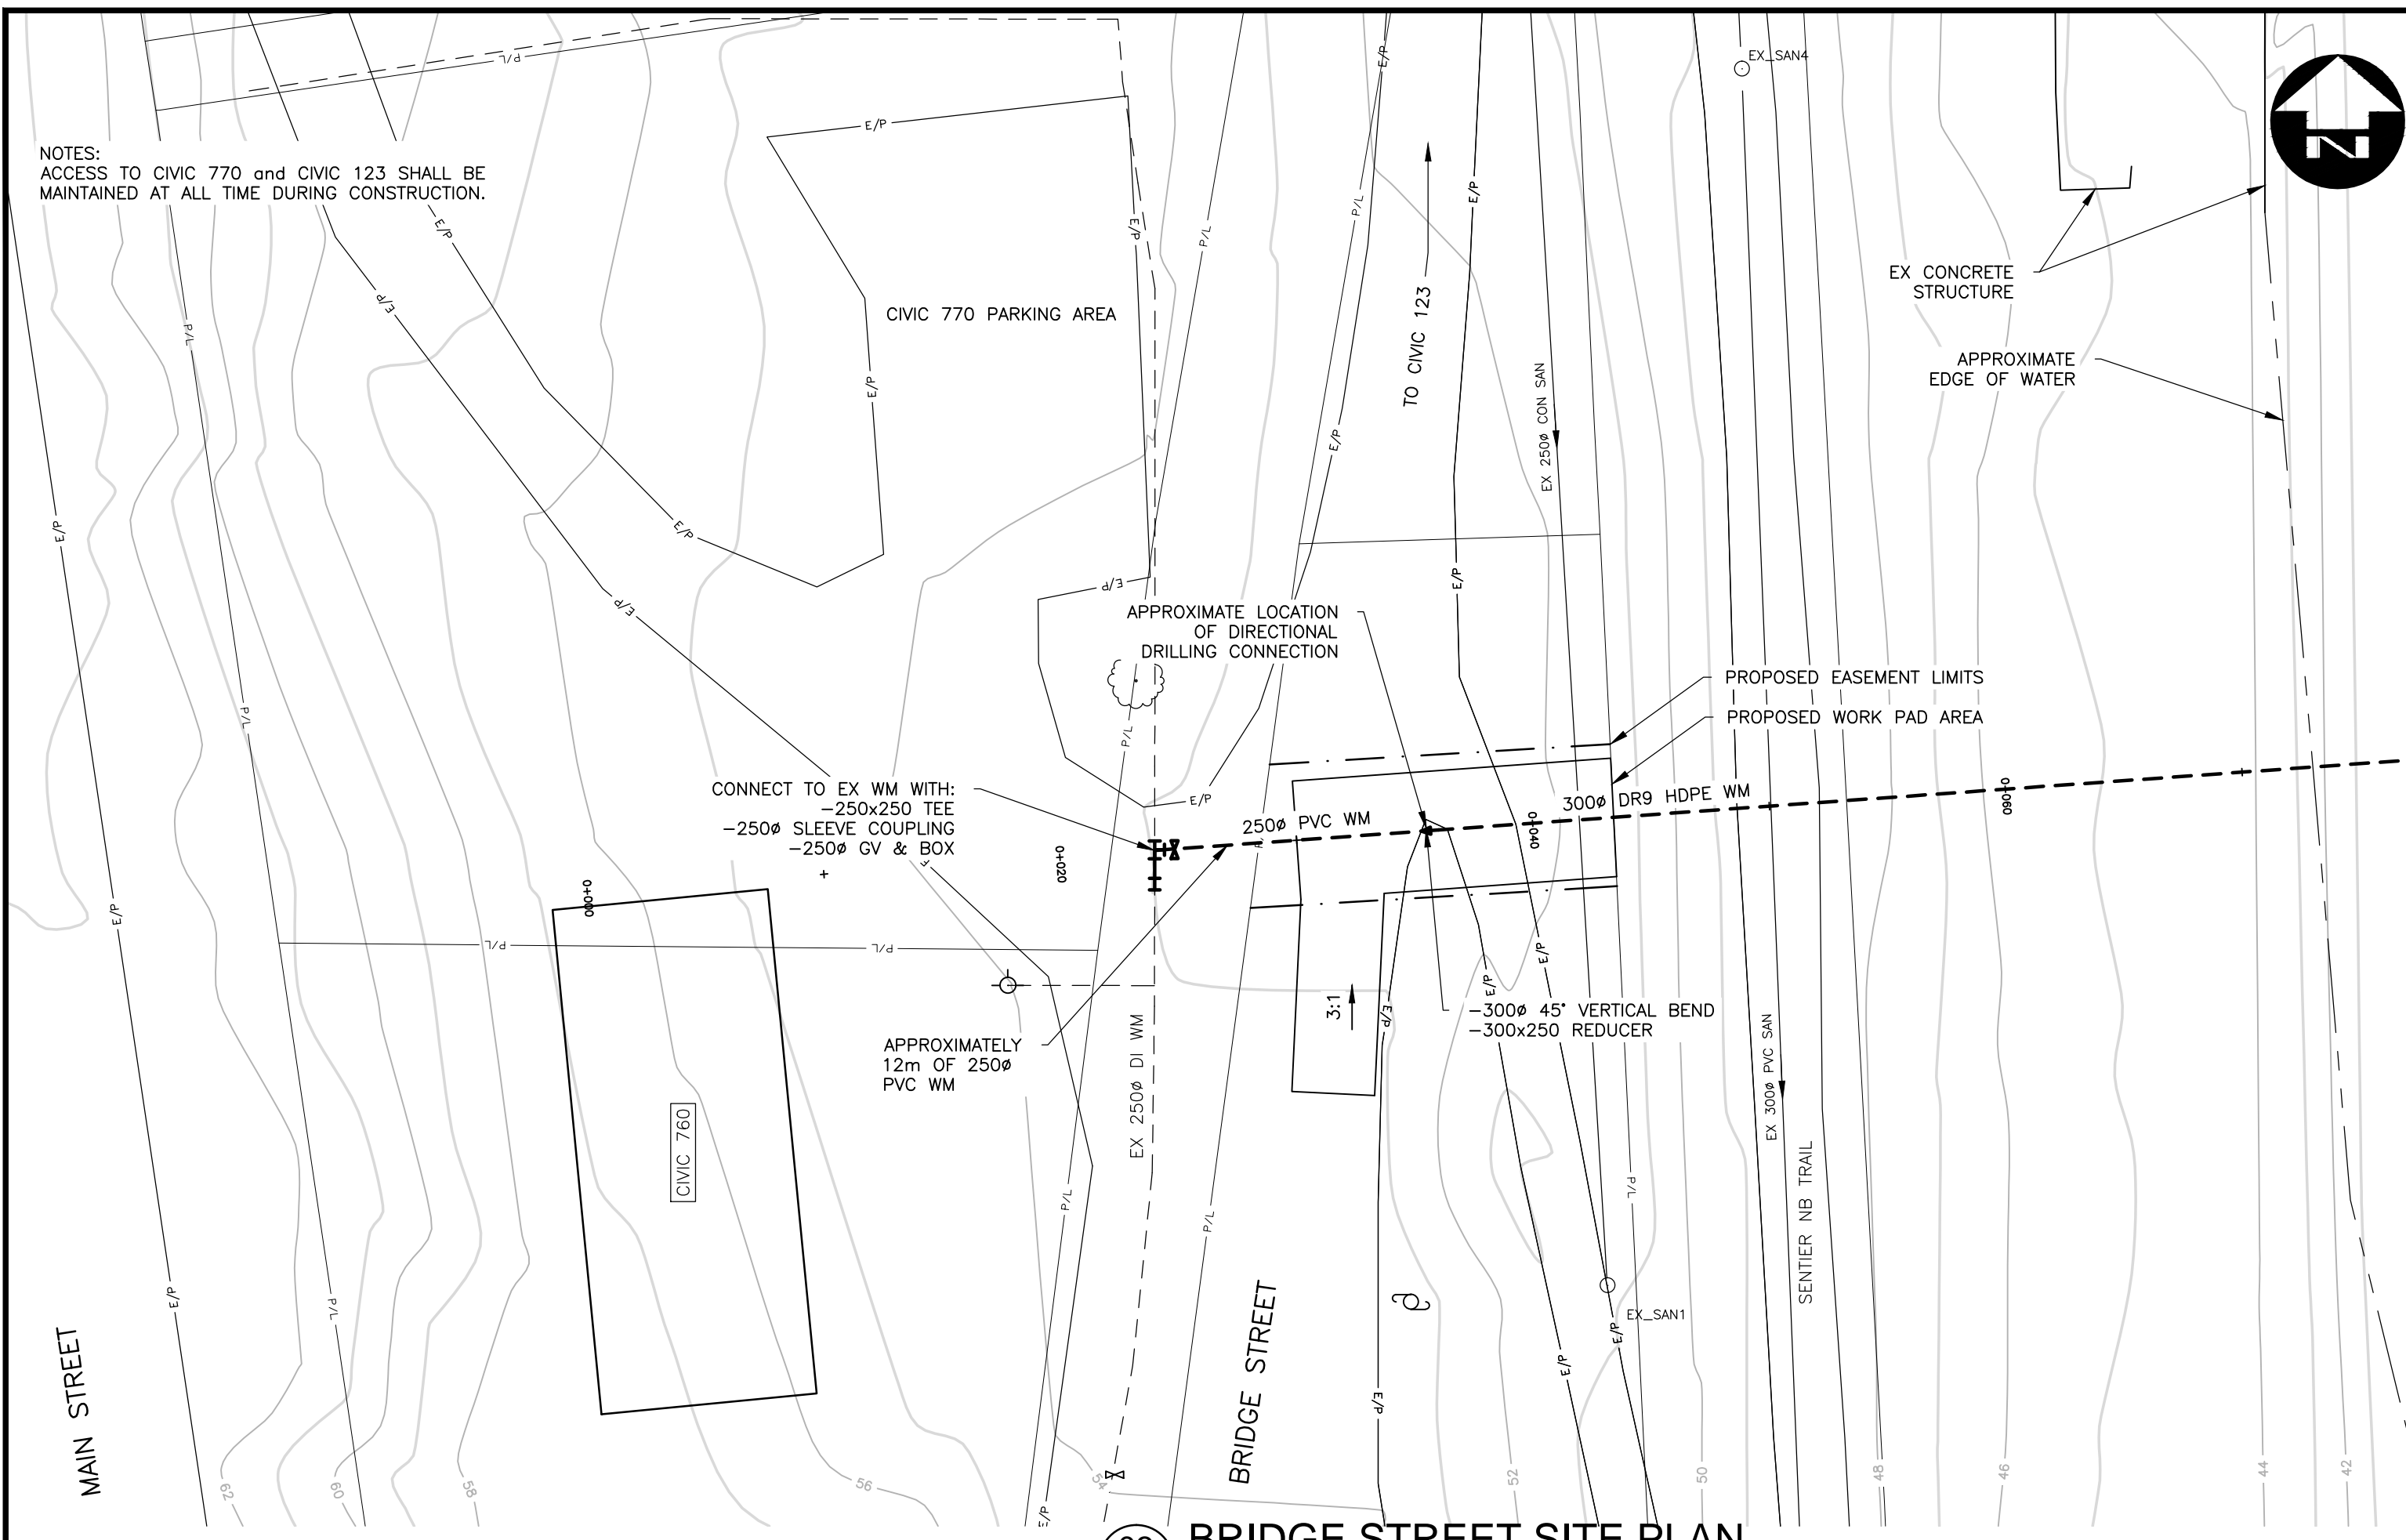 EX_SAN4
P/L
E/P
NOTES:
ACCESS TO CIVIC 770 and CIVIC 123 SHALL BE
MAINTAINED AT ALL TIME DURING CONSTRUCTION.
N
E/P
E/P
P/L
P/L
E/P
E/P
E/P
EX CONCRETE
STRUCTURE
CIVIC 770 PARKING AREA
TO CIVIC 123
P/L
APPROXIMATE
EDGE OF WATER
E/P
EX 250ø CON SAN
E/P
E/P
E/P
E/P
E/P
E/P
APPROXIMATE LOCATION
OF DIRECTIONAL
DRILLING CONNECTION
PROPOSED EASEMENT LIMITS
P/L
PROPOSED WORK PAD AREA
P/L
CONNECT TO EX WM WITH:
-250x250 TEE
-250ø SLEEVE COUPLING
-250ø GV & BOX
E/P
250ø PVC WM
300ø DR9 HDPE WM
0+060
0+040
0+020
0+000
E/P
P/L
P/L
E/P
E/P
3:1
E/P
-300ø 45° VERTICAL BEND
-300x250 REDUCER
APPROXIMATELY
12m OF 250ø
PVC WM
EX 250ø DI WM
EX 300ø PVC SAN
CIVIC 760
P/L
P/L
P/L
SENTIER NB TRAIL
E/P
P/L
EX_SAN1
E/P
MAIN STREET
BRIDGE STREET
E/P
E/P
62
60
58
56
54
52
50
48
46
44
42
E/P
BRIDGE STREET SITE PLAN